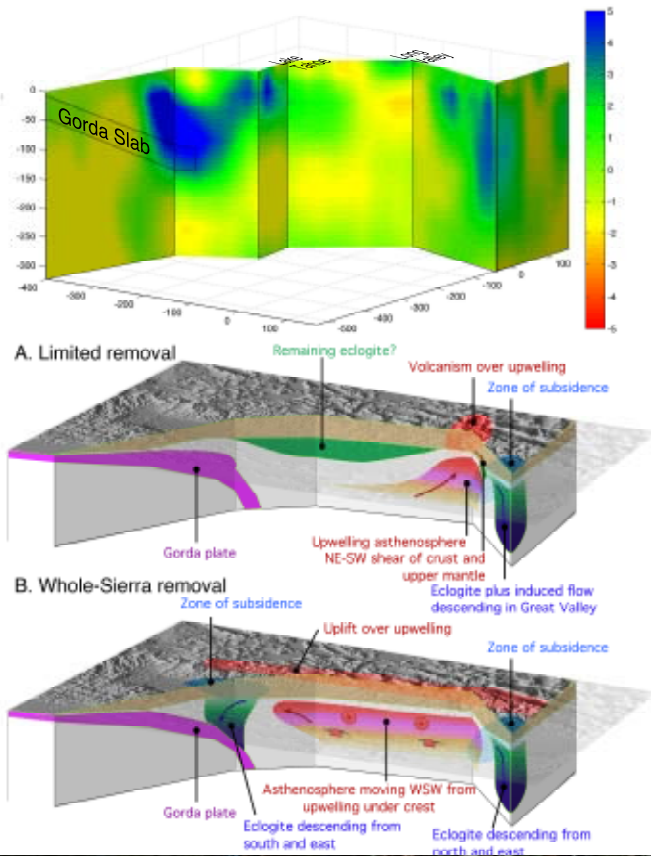 Lake
Tahoe
Long
Valley
5
4
3
2
1
0
-1
-2
-3
-4
-5
0
-50
-100
-150
-200
-250
-300
Gorda Slab
-400
-300
-200
-100
0
100
-500
-400
-300
-200
-100
0
100
A. Limited removal
Remaining eclogite?
Volcanism over upwelling
Zone of subsidence
Gorda plate
Upwelling asthenosphere
NE-SW shear of crust and
upper mantle
Eclogite plus induced flow
descending in Great Valley
B. Whole-Sierra removal
Zone of subsidence
Uplift over upwelling
Zone of subsidence
Asthenosphere moving WSW from
upwelling under crest
Gorda plate
Eclogite descending from
south and east
Eclogite descending from
north and east